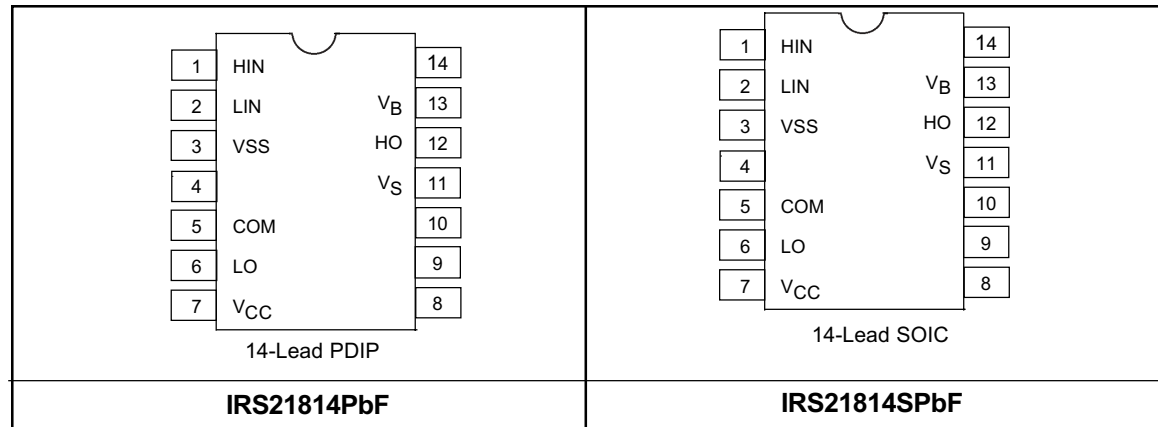 1 HIN 14
2 LIN VB 13
3 VSS HO 12
4 VS 11
5 COM 10
6 LO 9
7 VCC 8
14-Lead PDIP
IRS21814PbF
1 HIN 14
2 LIN VB 13
3 VSS HO 12
4 VS 11
5 COM 10
6 LO 9
7 VCC 8
14-Lead SOIC
IRS21814SPbF